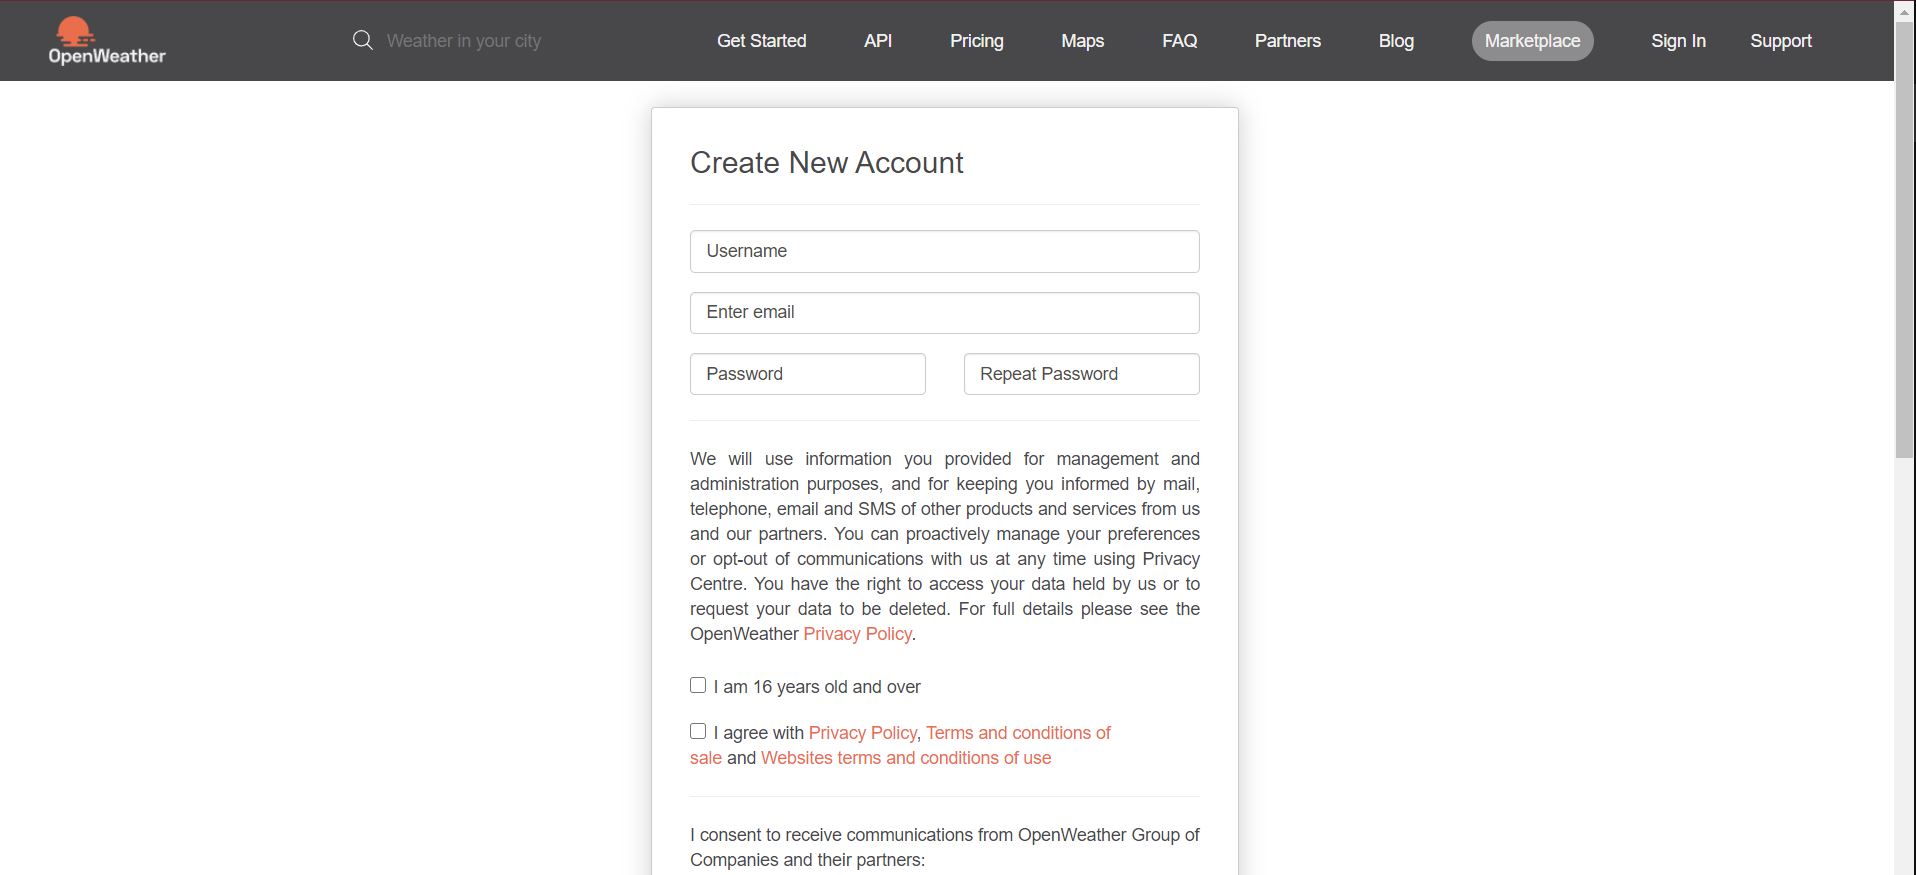 OpenWeather
Weather in your city
Get Started
API
Pricing
Maps
FAQ
Partners
Blog
Marketplace
Sign In
Support
Create New Account
Username
Enter email
Password
Repeat Password
We will use information you provided for management and
administration purposes, and for keeping you informed by mail,
telephone, email and SMS of other products and services from us
and our partners. You can proactively manage your preferences
or opt-out of communications with us at any time using Privacy
Centre. You have the right to access your data held by us or to
request your data to be deleted. For full details please see the
OpenWeather Privacy Policy.
I am 16 years old and over
I agree with Privacy Policy, Terms and conditions of
sale and Websites terms and conditions of use
I consent to receive communications from OpenWeather Group of
Companies and their partners: